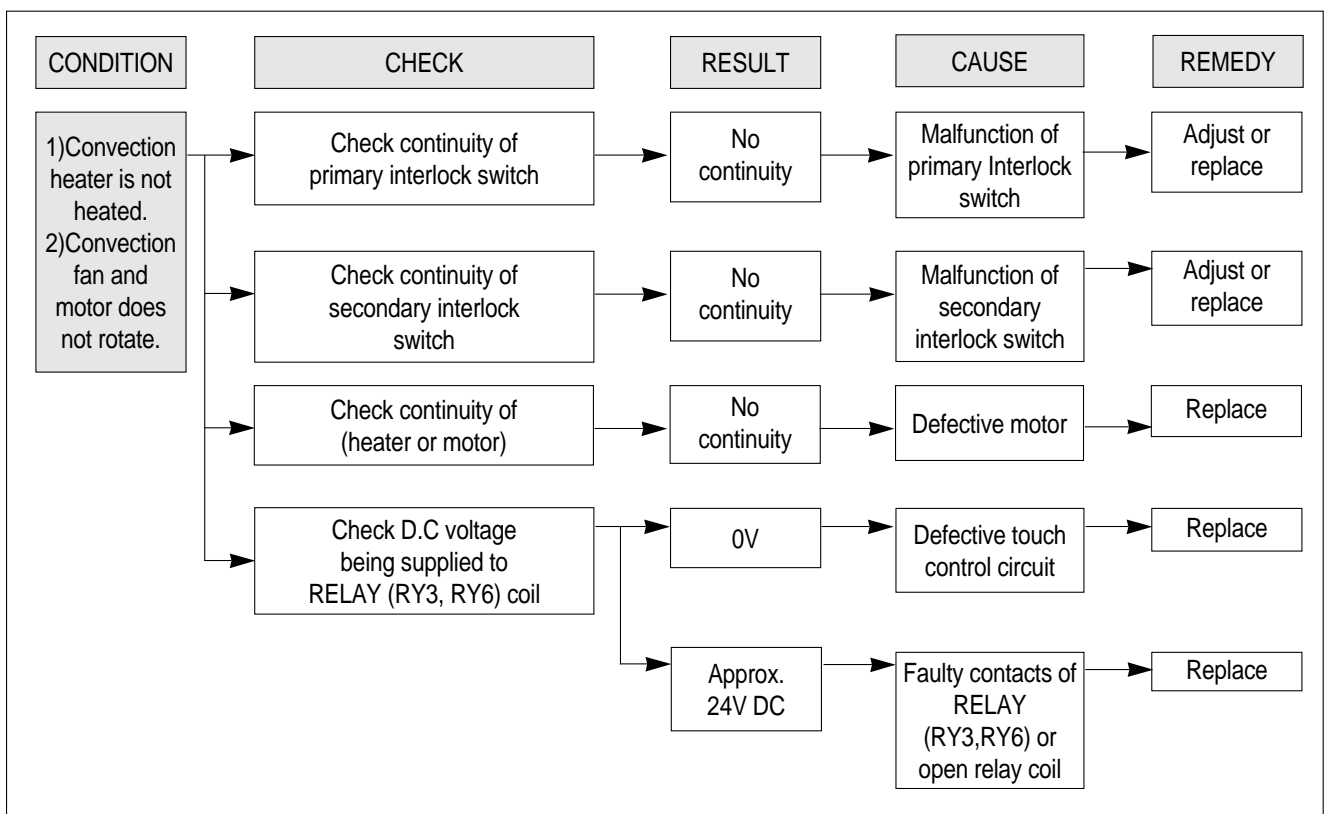 CONDITION
CHECK
RESULT
CAUSE
REMEDY
1)Convection
heater is not
heated.
2)Convection
fan and
motor does
not rotate.
Check continuity of
primary interlock switch
No
continuity
Malfunction of
primary Interlock
switch
Adjust or
replace
Check continuity of
secondary interlock
switch
No
continuity
Malfunction of
secondary
interlock switch
Adjust or
replace
Check continuity of
(heater or motor)
No
continuity
Defective motor
Replace
Check D.C voltage
being supplied to
RELAY (RY3, RY6) coil
0V
Defective touch
control circuit
Replace
Approx.
24V DC
Faulty contacts of
RELAY
(RY3,RY6) or
open relay coil
Replace